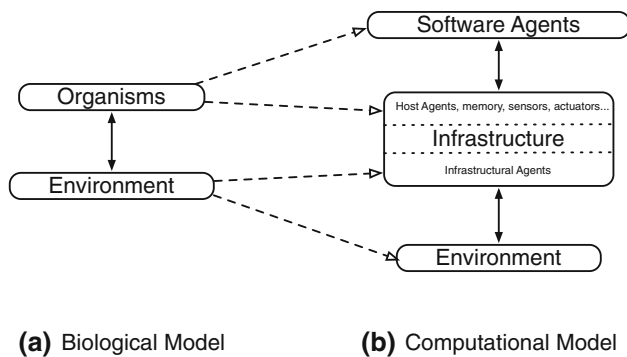 Software Agents
Organisms
Host Agents, memory, sensors, actuators...
Infrastructure
Environment
Infrastructural Agents
Environment
(a) Biological Model
(b) Computational Model